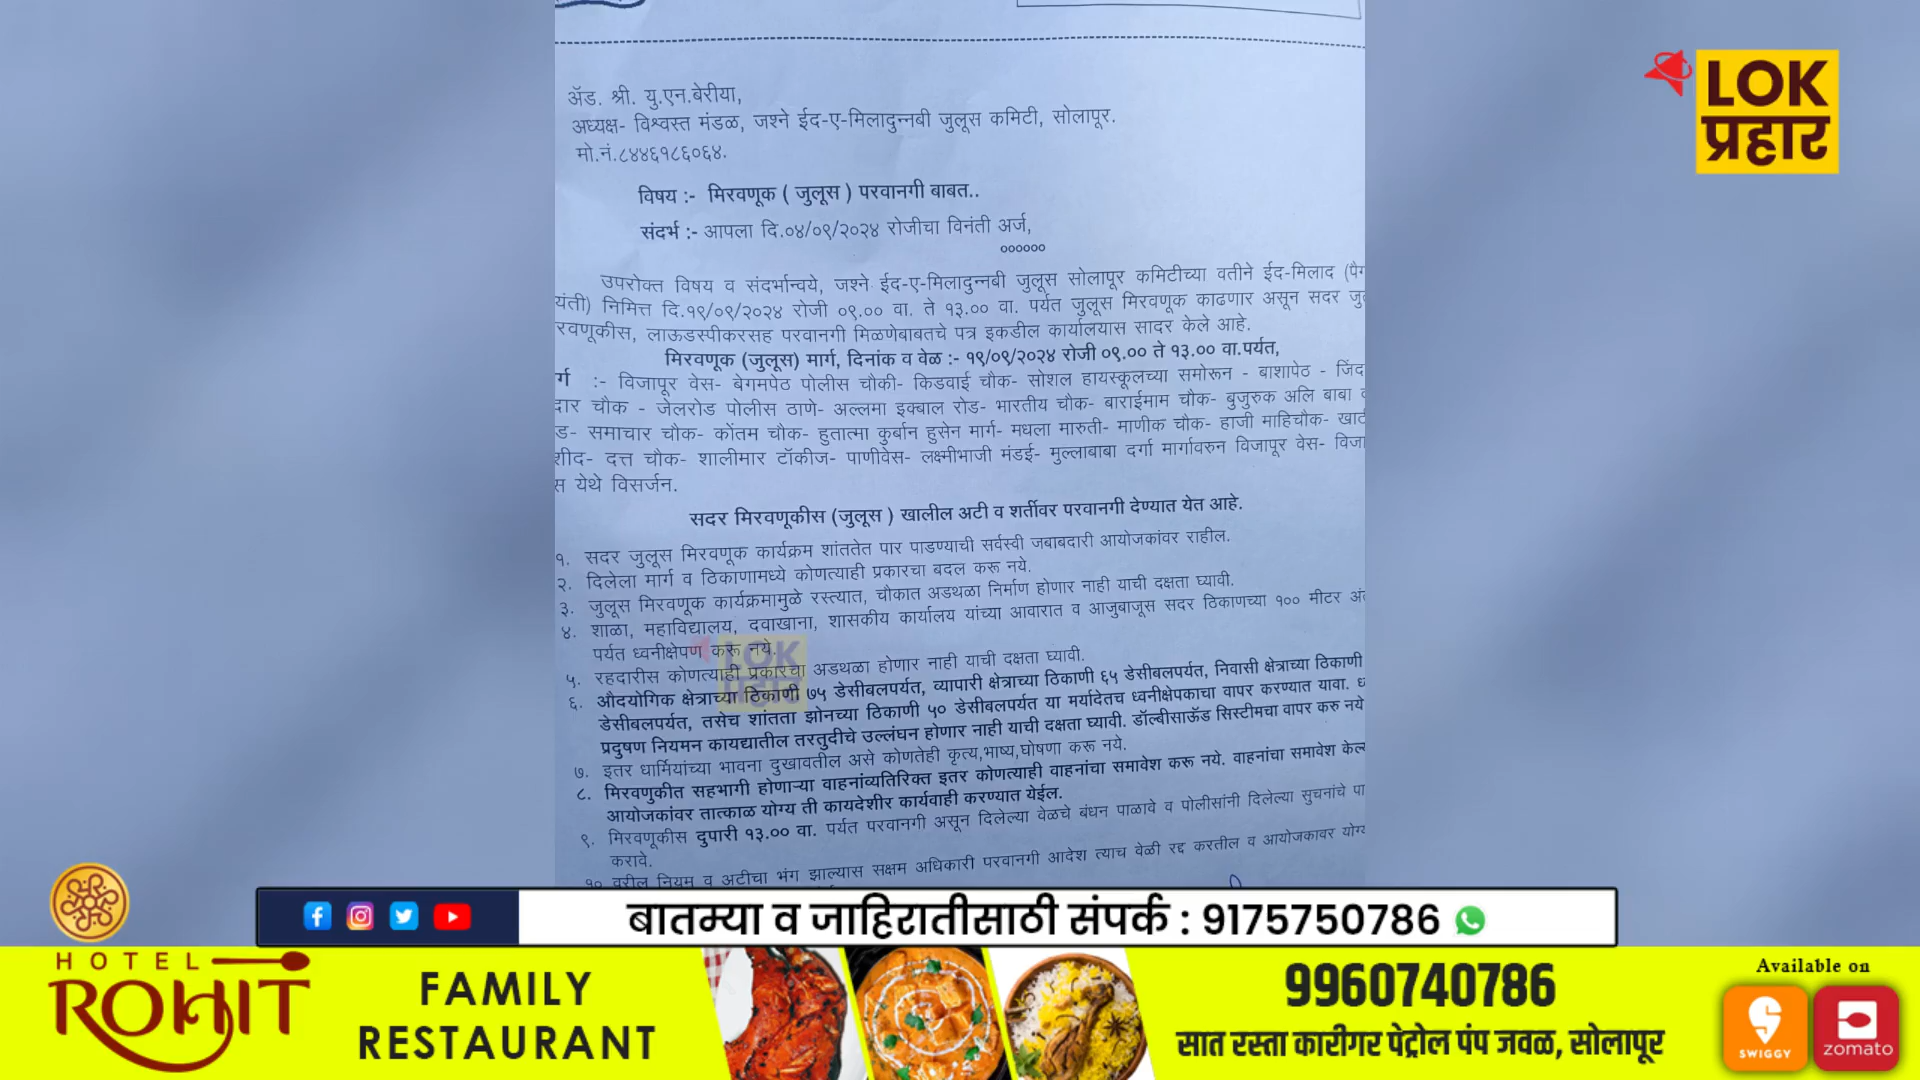 LOK
प्रहार
ॲड. श्री. यु.एन.बेरीया,
अध्यक्ष- विश्वस्त मंडळ, जश्ने ईद-ए-मिलादुन्नबी जुलूस कमिटी, सोलापूर.
मो.नं.८४४६१८६०६४.
विषय :- मिरवणूक ( जुलूस ) परवानगी बाबत..
संदर्भ :- आपला दि.०४/०९/२०२४ रोजीचा विनंती अर्ज,
००००००
उपरोक्त विषय व संदर्भान्वये, जश्ने ईद-ए-मिलादुन्नबी जुलूस सोलापूर कमिटीच्या वतीने ईद-मिलाद (पैग
यंती) निमित्त दि.१९/०९/२०२४ रोजी ०९.०० वा. ते १३.०० वा. पर्यत जुलूस मिरवणूक काढणार असून सदर जु
रवणूकीस, लाऊडस्पीकरसह परवानगी मिळणेबाबतचे पत्र इकडील कार्यालयास सादर केले आहे.
मिरवणूक (जुलूस) मार्ग, दिनांक व वेळ :- १९/०९/२०२४ रोजी ०९.०० ते १३.०० वा.पर्यत,
र्ग :- विजापूर वेस- बेगमपेठ पोलीस चौकी- किडवाई चौक- सोशल हायस्कूलच्या समोरून - बाशापेठ - जिंद
दार चौक - जेलरोड पोलीस ठाणे- अल्लमा इक्बाल रोड- भारतीय चौक- बाराईमाम चौक- बुजुरुक अलि बाबा
ड- समाचार चौक- कोंतम चौक- हुतात्मा कुर्बान हुसेन मार्ग- मधला मारुती- माणीक चौक- हाजी माहिचौक- खाट
शीद- दत्त चौक- शालीमार टॉकीज- पाणीवेस- लक्ष्मीभाजी मंडई- मुल्लाबाबा दर्गा मार्गावरुन विजापूर वेस- विजा
स येथे विसर्जन.
सदर मिरवणूकीस (जुलूस ) खालील अटी व शर्तीवर परवानगी देण्यात येत आहे.
१. सदर जुलूस मिरवणूक कार्यक्रम शांततेत पार पाडण्याची सर्वस्वी जबाबदारी आयोजकांवर राहील.
२. दिलेला मार्ग व ठिकाणामध्ये कोणत्याही प्रकारचा बदल करू नये.
३. जुलूस मिरवणूक कार्यक्रमामुळे रस्त्यात, चौकात अडथळा निर्माण होणार नाही याची दक्षता घ्यावी.
४. शाळा, महाविद्यालय, दवाखाना, शासकीय कार्यालय यांच्या आवारात व आजुबाजूस सदर ठिकाणच्या १०० मीटर अं
पर्यत ध्वनीक्षेपण करू नये.
LOK
प्रहार
५. रहदारीस कोणत्याही प्रकारचा अडथळा होणार नाही याची दक्षता घ्यावी.
६. औदयोगिक क्षेत्राच्या ठिकाणी ७५ डेसीबलपर्यत, व्यापारी क्षेत्राच्या ठिकाणी ६५ डेसीबलपर्यत, निवासी क्षेत्राच्या ठिकाणी
डेसीबलपर्यत, तसेच शांतता झोनच्या ठिकाणी ५० डेसीबलपर्यत या मर्यादेतच ध्वनीक्षेपकाचा वापर करण्यात यावा.
प्रदुषण नियमन कायद्यातील तरतुदीचे उल्लंघन होणार नाही याची दक्षता घ्यावी. डॉल्बीसाऊंड सिस्टीमचा वापर करु नये
७. इतर धार्मियांच्या भावना दुखावतील असे कोणतेही कृत्य,भाष्य,घोषणा करू नये.
८. मिरवणुकीत सहभागी होणाऱ्या वाहनांव्यतिरिक्त इतर कोणत्याही वाहनांचा समावेश करू नये. वाहनांचा समावेश केल्य
आयोजकांवर तात्काळ योग्य ती कायदेशीर कार्यवाही करण्यात येईल.
९. मिरवणूकीस दुपारी १३.०० वा. पर्यत परवानगी असून दिलेल्या वेळचे बंधन पाळावे व पोलीसांनी दिलेल्या सुचनांचे पा
करावे.
१०. वरील नियम व अटीचा भंग झाल्यास सक्षम अधिकारी परवानगी आदेश त्याच वेळी रद्द करतील व आयोजकावर योग्य
बातम्या व जाहिरातीसाठी संपर्क : 9175750786
HOTEL
ROHIT
FAMILY
RESTAURANT
9960740786
सात रस्ता कारीगर पेट्रोल पंप जवळ, सोलापूर
Available on
SWIGGY
zomato